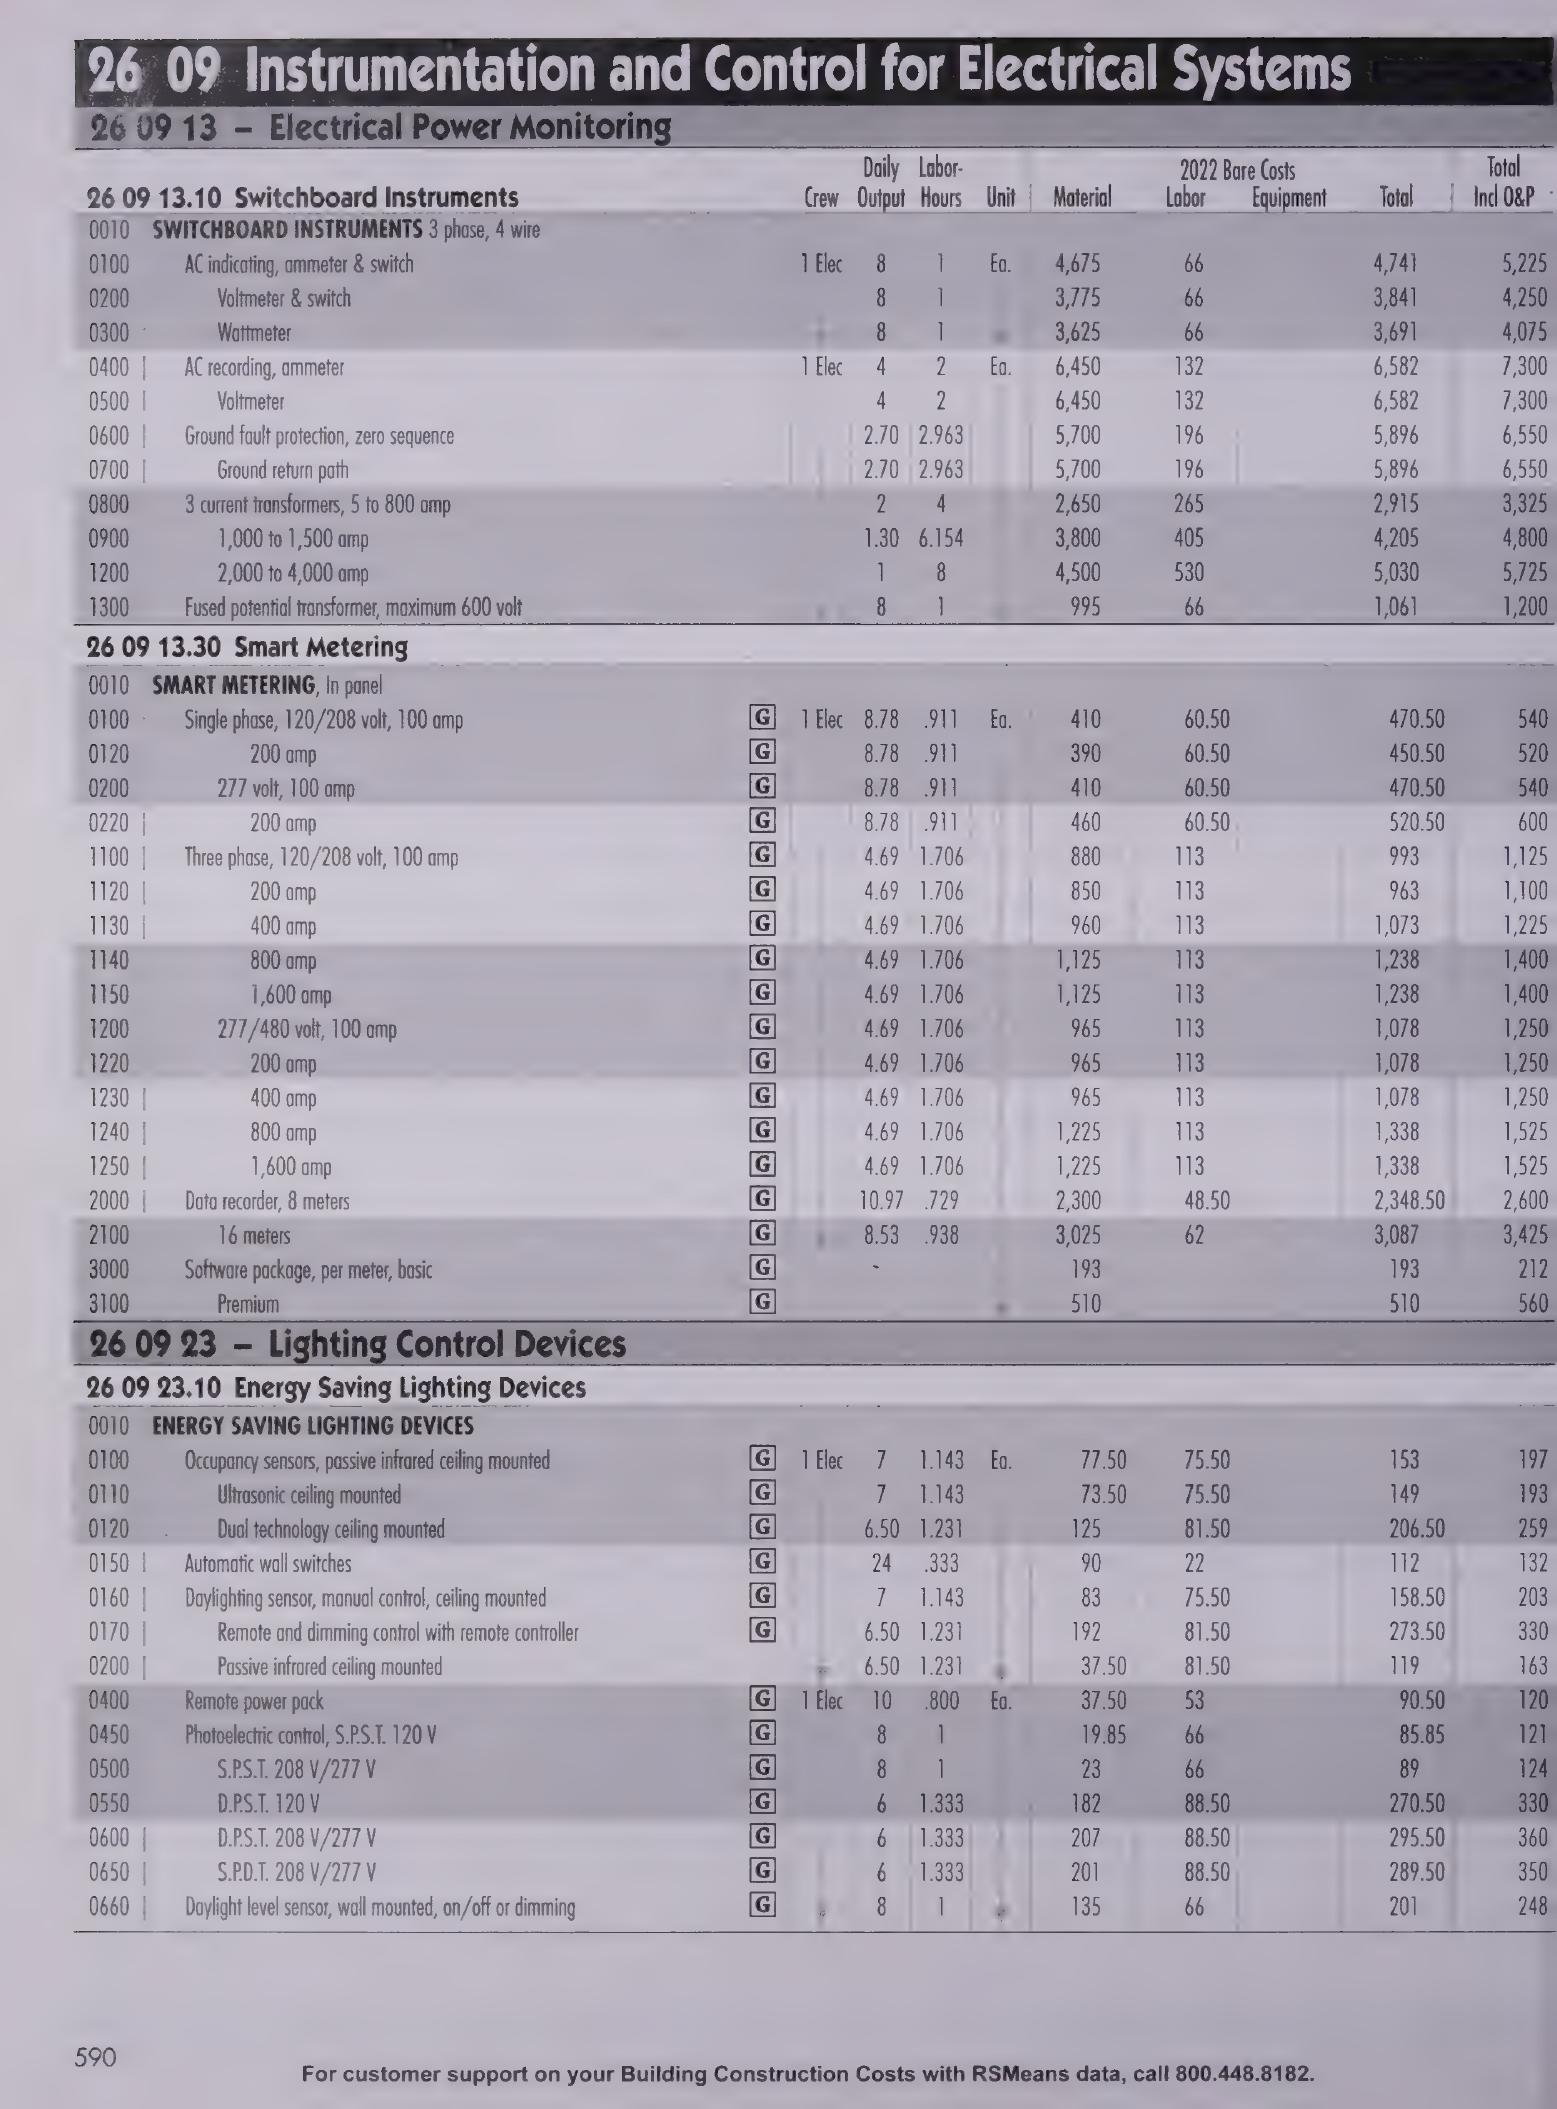 26 09 Instrumentation and Control for Electrical Systems
26 09 13 – Electrical Power Monitoring
Daily Labor- 2022 Bare Costs Total
26 09 13.10 Switchboard Instruments Crew Output Hours Unit Material Labor Equipment Total Incl O&P
0010 SWITCHBOARD INSTRUMENTS 3 phase, 4 wire
0100 AC indicating, ammeter & switch 1 Elec 8 1 Ea. 4,675 66 4,741 5,225
0200 Voltmeter & switch 8 1 3,775 66 3,841 4,250
0300 Wattmeter 8 1 3,625 66 3,691 4,075
0400 AC recording, ammeter 1 Elec 4 2 Ea. 6,450 132 6,582 7,300
0500 Voltmeter 4 2 6,450 132 6,582 7,300
0600 Ground fault protection, zero sequence 2.70 2.963 5,700 196 5,896 6,550
0700 Ground return path 2.70 2.963 5,700 196 5,896 6,550
0800 3 current transformers, 5 to 800 amp 2 4 2,650 265 2,915 3,325
0900 1,000 to 1,500 amp 1.30 6.154 3,800 405 4,205 4,800
1200 2,000 to 4,000 amp 1 8 4,500 530 5,030 5,725
1300 Fused potential transformer, maximum 600 volt 8 1 995 66 1,061 1,200
26 09 13.30 Smart Metering
0010 SMART METERING, In panel
0100 Single phase, 120/208 volt, 100 amp G 1 Elec 8.78 .911 Ea. 410 60.50 470.50 540
0120 200 amp G 8.78 .911 390 60.50 450.50 520
0200 277 volt, 100 amp G 8.78 .911 410 60.50 470.50 540
0220 200 amp G 8.78 .911 460 60.50 520.50 600
1100 Three phase, 120/208 volt, 100 amp G 4.69 1.706 880 113 993 1,125
1120 200 amp G 4.69 1.706 850 113 963 1,100
1130 400 amp G 4.69 1.706 960 113 1,073 1,225
1140 800 amp G 4.69 1.706 1,125 113 1,238 1,400
1150 1,600 amp G 4.69 1.706 1,125 113 1,238 1,400
1200 277/480 volt, 100 amp G 4.69 1.706 965 113 1,078 1,250
1220 200 amp G 4.69 1.706 965 113 1,078 1,250
1230 400 amp G 4.69 1.706 965 113 1,078 1,250
1240 800 amp G 4.69 1.706 1,225 113 1,338 1,525
1250 1,600 amp G 4.69 1.706 1,225 113 1,338 1,525
2000 Data recorder, 8 meters G 10.97 .729 2,300 48.50 2,348.50 2,600
2100 16 meters G 8.53 .938 3,025 62 3,087 3,425
3000 Software package, per meter, basic G 193 193 212
3100 Premium G 510 510 560
26 09 23 – Lighting Control Devices
26 09 23.10 Energy Saving Lighting Devices
0010 ENERGY SAVING LIGHTING DEVICES
0100 Occupancy sensors, passive infrared ceiling mounted G 1 Elec 7 1.143 Ea. 77.50 75.50 153 197
0110 Ultrasonic ceiling mounted G 7 1.143 73.50 75.50 149 193
0120 Dual technology ceiling mounted G 6.50 1.231 125 81.50 206.50 259
0150 Automatic wall switches G 24 .333 90 22 112 132
0160 Daylighting sensor, manual control, ceiling mounted G 7 1.143 83 75.50 158.50 203
0170 Remote and dimming control with remote controller G 6.50 1.231 192 81.50 273.50 330
0200 Passive infrared ceiling mounted 6.50 1.231 37.50 81.50 119 163
0400 Remote power pack G 1 Elec 10 .800 Ea. 37.50 53 90.50 120
0450 Photoelectric control, S.P.S.T. 120 V G 8 1 19.85 66 85.85 121
0500 S.P.S.T. 208 V/277 V G 8 1 23 66 89 124
0550 D.P.S.T. 120 V G 6 1.333 182 88.50 270.50 330
0600 D.P.S.T. 208 V/277 V G 6 1.333 207 88.50 295.50 360
0650 S.P.D.T. 208 V/277 V G 6 1.333 201 88.50 289.50 350
0660 Daylight level sensor, wall mounted, on/off or dimming G 8 1 135 66 201 248
590
For customer support on your Building Construction Costs with RSMeans data, call 800.448.8182.